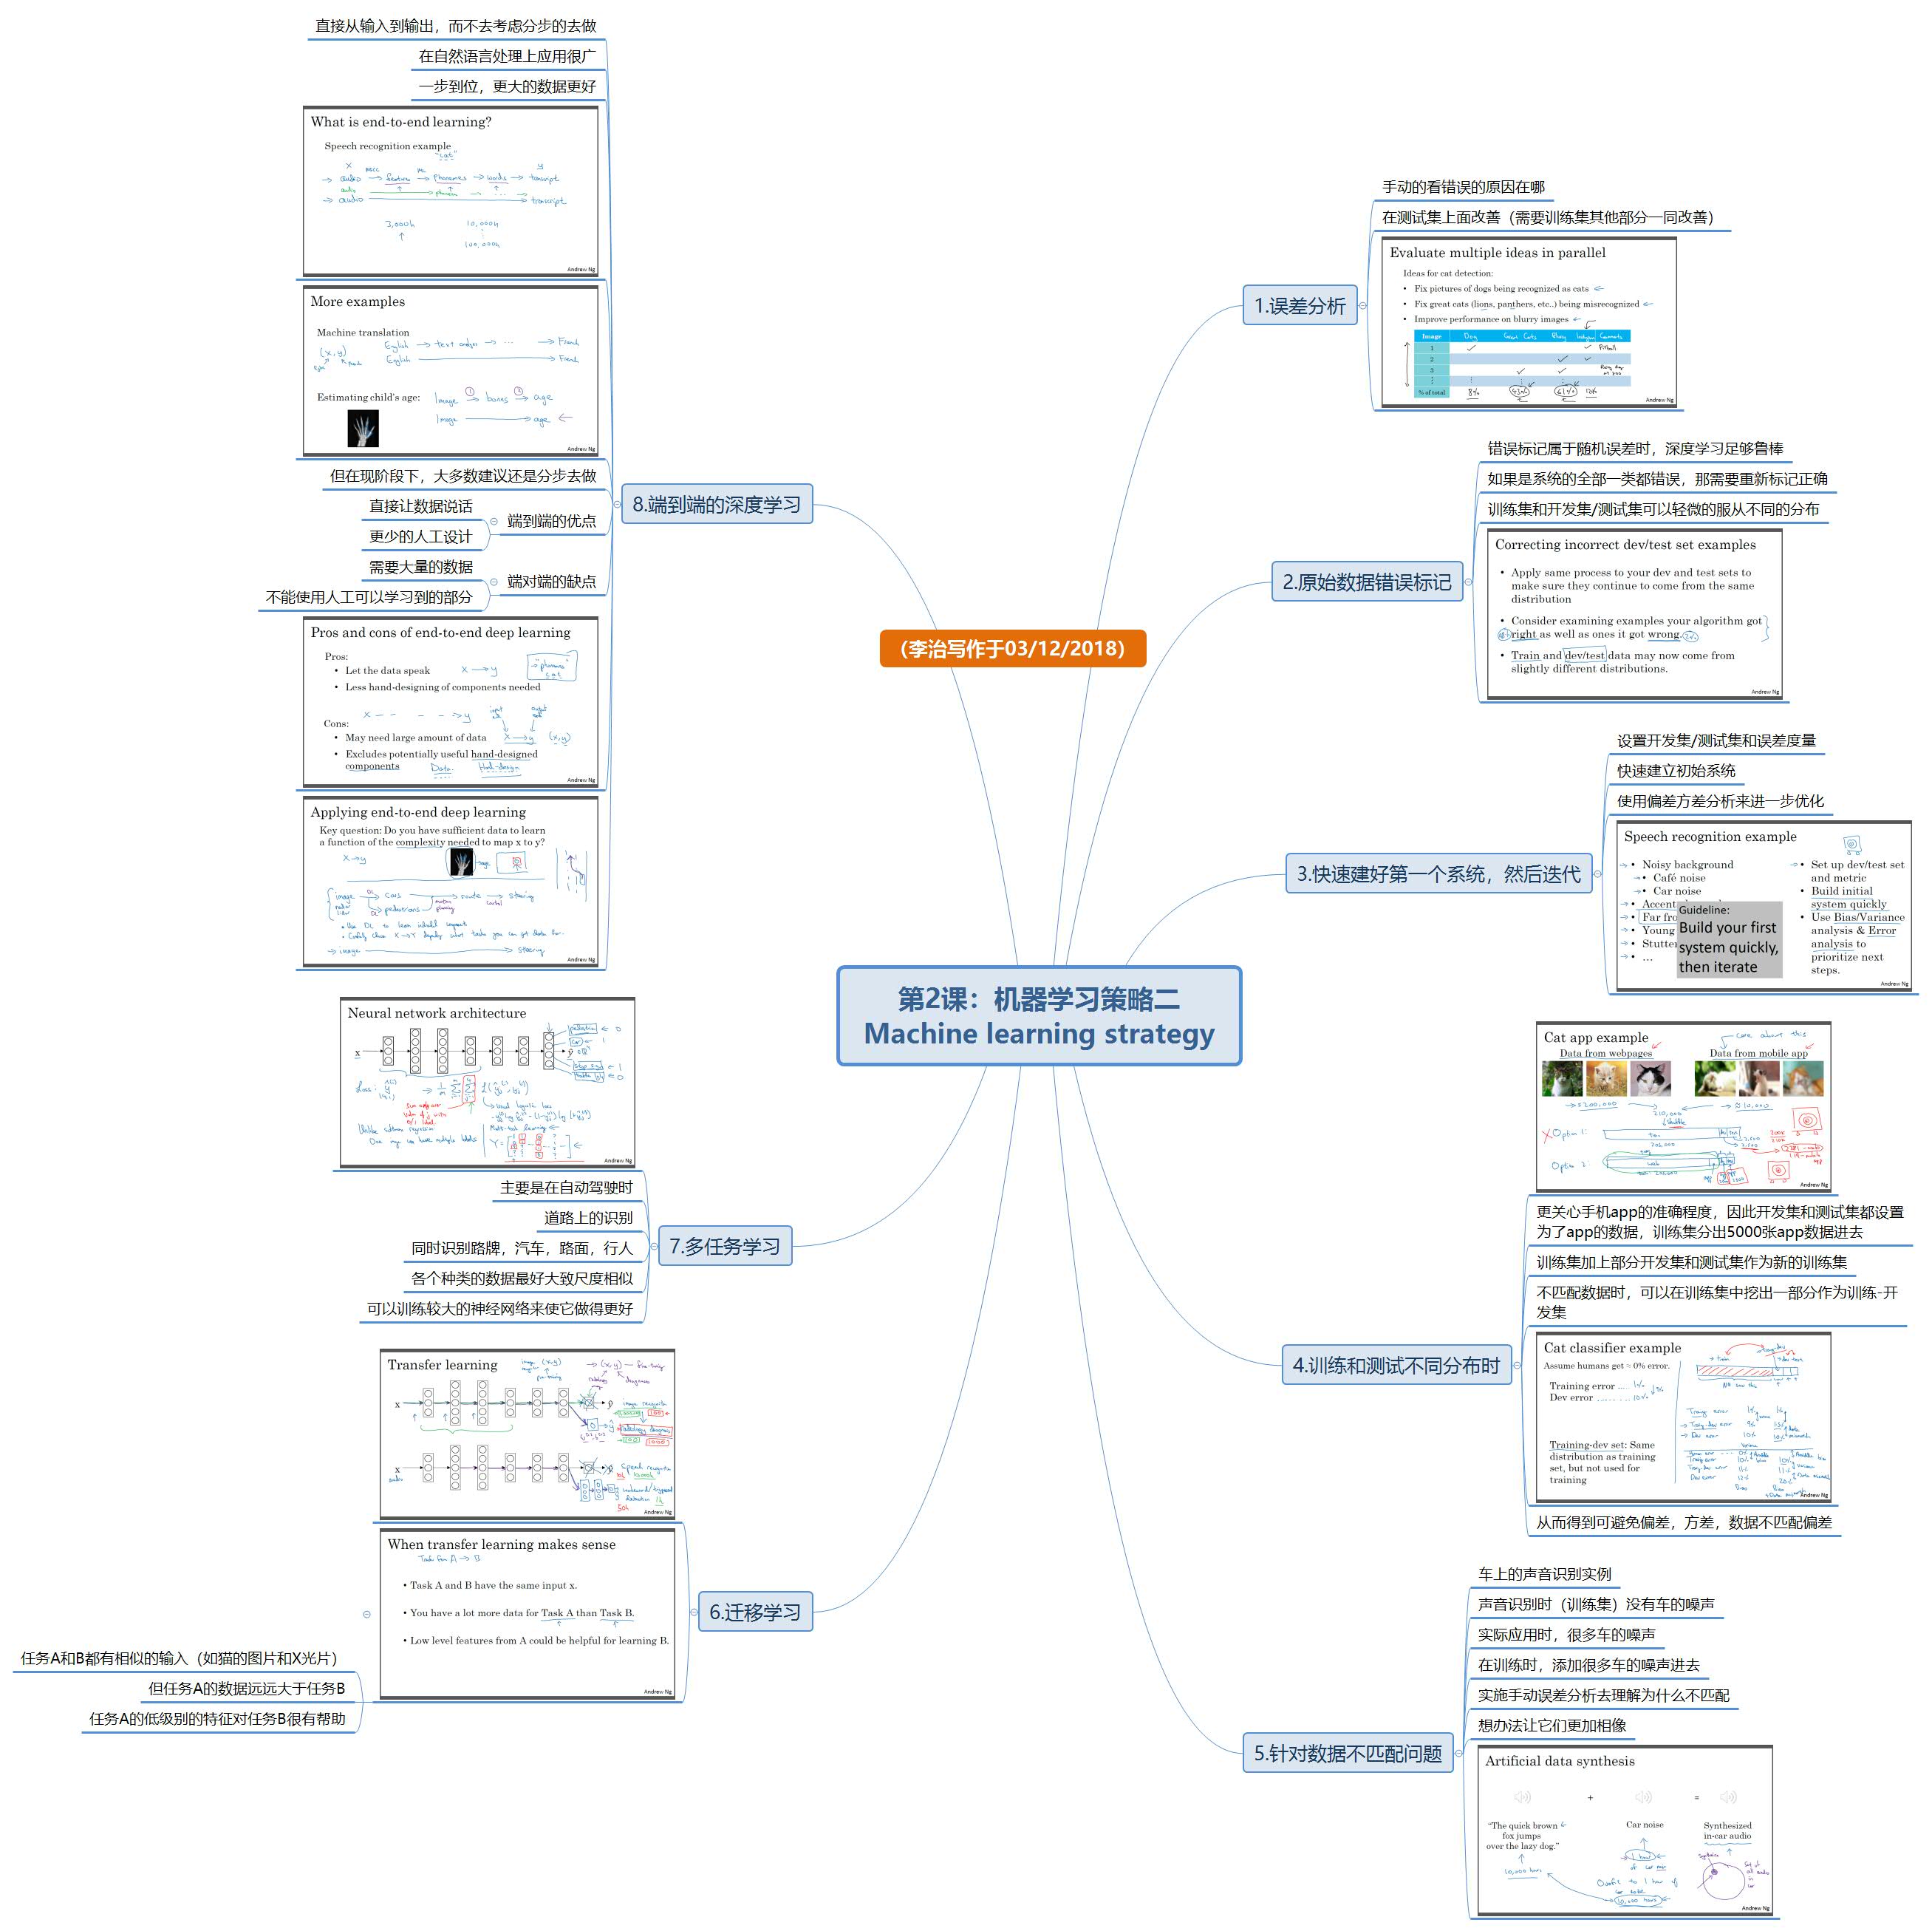 第2课：机器学习策略二
Machine learning strategy
（李治写作于03/12/2018）
1.误差分析
手动的看错误的原因在哪
在测试集上面改善（需要训练集其他部分一同改善）
Evaluate multiple ideas in parallel
Ideas for cat detection:
• Fix pictures of dogs being recognized as cats
• Fix great cats (lions, panthers, etc..) being misrecognized
• Improve performance on blurry images
Image Dog Great Cats Blurry Comments
1
2
3
% of total 8% 43% 61% 12%
Andrew Ng
2.原始数据错误标记
错误标记属于随机误差时，深度学习足够鲁棒
如果是系统的全部一类都错误，那需要重新标记正确
训练集和开发集/测试集可以轻微的服从不同的分布
Correcting incorrect dev/test set examples
• Apply same process to your dev and test sets to
make sure they continue to come from the same
distribution
• Consider examining examples your algorithm got
right as well as ones it got wrong.
• Train and dev/test data may now come from
slightly different distributions.
Andrew Ng
3.快速建好第一个系统，然后迭代
设置开发集/测试集和误差度量
快速建立初始系统
使用偏差方差分析来进一步优化
Speech recognition example
• Noisy background
• Café noise
• Car noise
• Young
• …
Guideline:
Build your first
system quickly,
then iterate
• Set up dev/test set
and metric
• Build initial
system quickly
• Use Bias/Variance
analysis & Error
analysis to
prioritize next
steps.
Andrew Ng
4.训练和测试不同分布时
Cat app example
care about this
Data from webpages
Data from mobile app
210,000
Option 1:
Option 2:
Andrew Ng
更关心手机app的准确程度，因此开发集和测试集都设置
为了app的数据，训练集分出5000张app数据进去
训练集加上部分开发集和测试集作为新的训练集
不匹配数据时，可以在训练集中挖出一部分作为训练-开
发集
Cat classifier example
Assume humans get ≈ 0% error.
Training error
Dev error
Training-dev set: Same
distribution as training
set, but not used for
training
Andrew Ng
从而得到可避免偏差，方差，数据不匹配偏差
5.针对数据不匹配问题
车上的声音识别实例
声音识别时（训练集）没有车的噪声
实际应用时，很多车的噪声
在训练时，添加很多车的噪声进去
实施手动误差分析去理解为什么不匹配
想办法让它们更加相像
Artificial data synthesis
+ =
“The quick brown
fox jumps
over the lazy dog.”
Car noise
Synthesized
in-car audio
10,000 hours
1 hour
of car noise
10,000 hours
Andrew Ng
6.迁移学习
Transfer learning
x
ŷ
x
audio
Andrew Ng
When transfer learning makes sense
Transfer from A → B
• Task A and B have the same input x.
• You have a lot more data for Task A than Task B.
• Low level features from A could be helpful for learning B.
Andrew Ng
任务A和B都有相似的输入（如猫的图片和X光片）
但任务A的数据远远大于任务B
任务A的低级别的特征对任务B很有帮助
7.多任务学习
Neural network architecture
x
ŷ
Andrew Ng
主要是在自动驾驶时
道路上的识别
同时识别路牌，汽车，路面，行人
各个种类的数据最好大致尺度相似
可以训练较大的神经网络来使它做得更好
8.端到端的深度学习
直接从输入到输出，而不去考虑分步的去做
在自然语言处理上应用很广
一步到位，更大的数据更好
What is end-to-end learning?
Speech recognition example
"cat"
x y
audio → features → phonemes → words → transcript
audio → transcript
3,000h 10,000h
100,000h
Andrew Ng
More examples
Machine translation
(x, y)
English → text analysis → … → French
English → French
Estimating child’s age:
Image → bones → age
Image → age
Andrew Ng
但在现阶段下，大多数建议还是分步去做
端到端的优点
直接让数据说话
更少的人工设计
端对端的缺点
需要大量的数据
不能使用人工可以学习到的部分
Pros and cons of end-to-end deep learning
Pros:
• Let the data speak x → y
• Less hand-designing of components needed
Cons:
• May need large amount of data x → y (x, y)
• Excludes potentially useful hand-designed
components Data Hand-design
Andrew Ng
Applying end-to-end deep learning
Key question: Do you have sufficient data to learn
a function of the complexity needed to map x to y?
x → y
image → cars → route → steering
pedestrians
motion
planning
image → steering
Andrew Ng